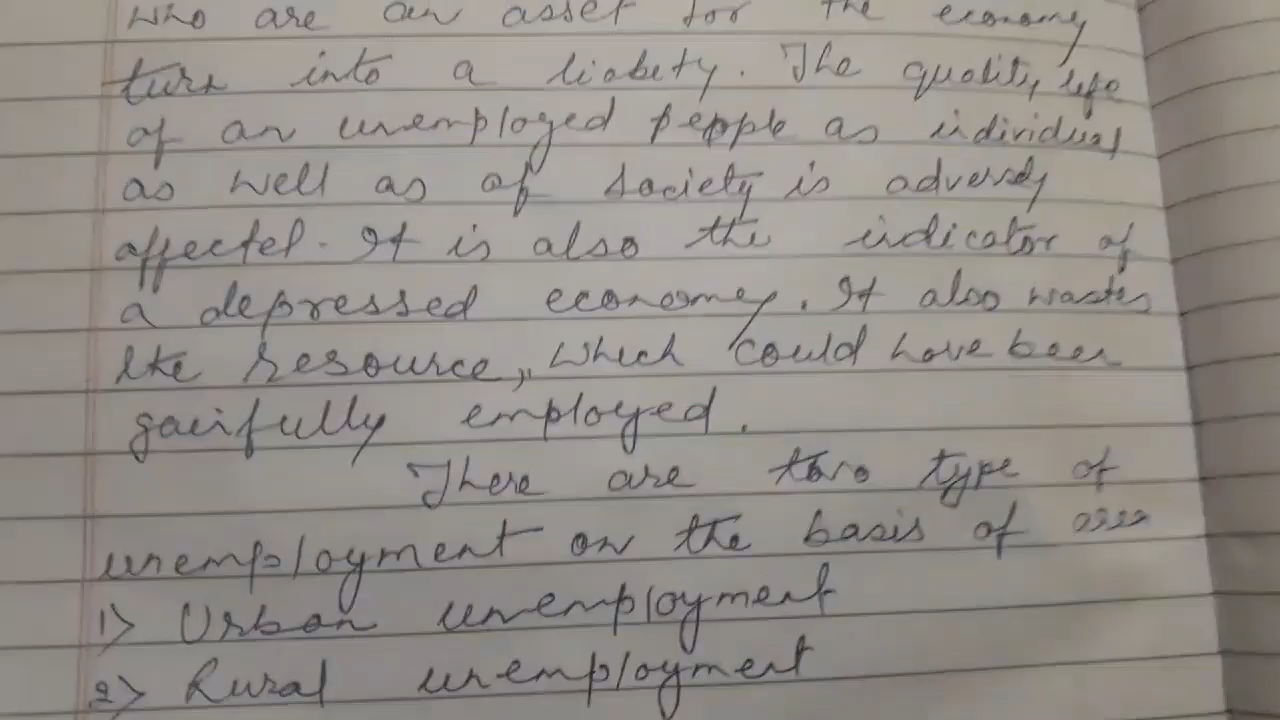 who are an asset for the economy
turn into a liabety. The quality life
of an unemployed people as individual
as well as of society is adversly
affected. It is also the indicator of
a depressed economy. It also wastes
the resource, which could have been
gainfully employed.
There are two type of
unemployment on the basis of
1) Urban unemployment
2) Rural unemployment